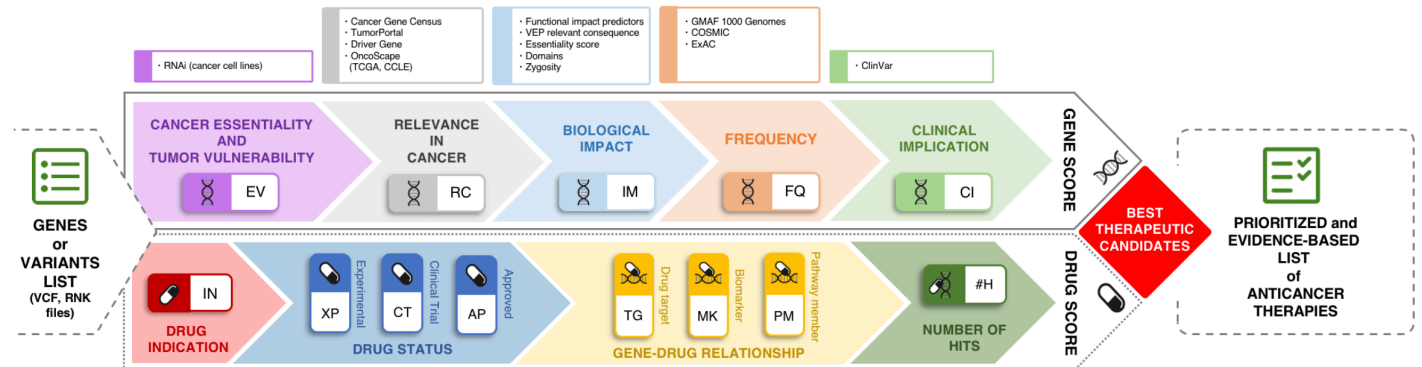 · RNAi (cancer cell lines)
· Cancer Gene Census
· TumorPortal
· Driver Gene
· OncoScape
(TCGA, CCLE)
· Functional impact predictors
· VEP relevant consequence
· Essentiality score
· Domains
· Zygosity
· GMAF 1000 Genomes
· COSMIC
· ExAC
· ClinVar
GENES
or
VARIANTS
LIST
(VCF, RNK
files)
CANCER ESSENTIALITY
AND
TUMOR VULNERABILITY
EV
RELEVANCE
IN
CANCER
RC
BIOLOGICAL
IMPACT
IM
FREQUENCY
FQ
CLINICAL
IMPLICATION
CI
GENE SCORE
IN
DRUG
INDICATION
XP
Experimental
CT
Clinical Trial
AP
Approved
DRUG STATUS
TG
Drug target
MK
Biomarker
PM
Pathway member
GENE-DRUG RELATIONSHIP
#H
NUMBER OF
HITS
DRUG SCORE
BEST
THERAPEUTIC
CANDIDATES
PRIORITIZED and
EVIDENCE-BASED
LIST
of
ANTICANCER
THERAPIES